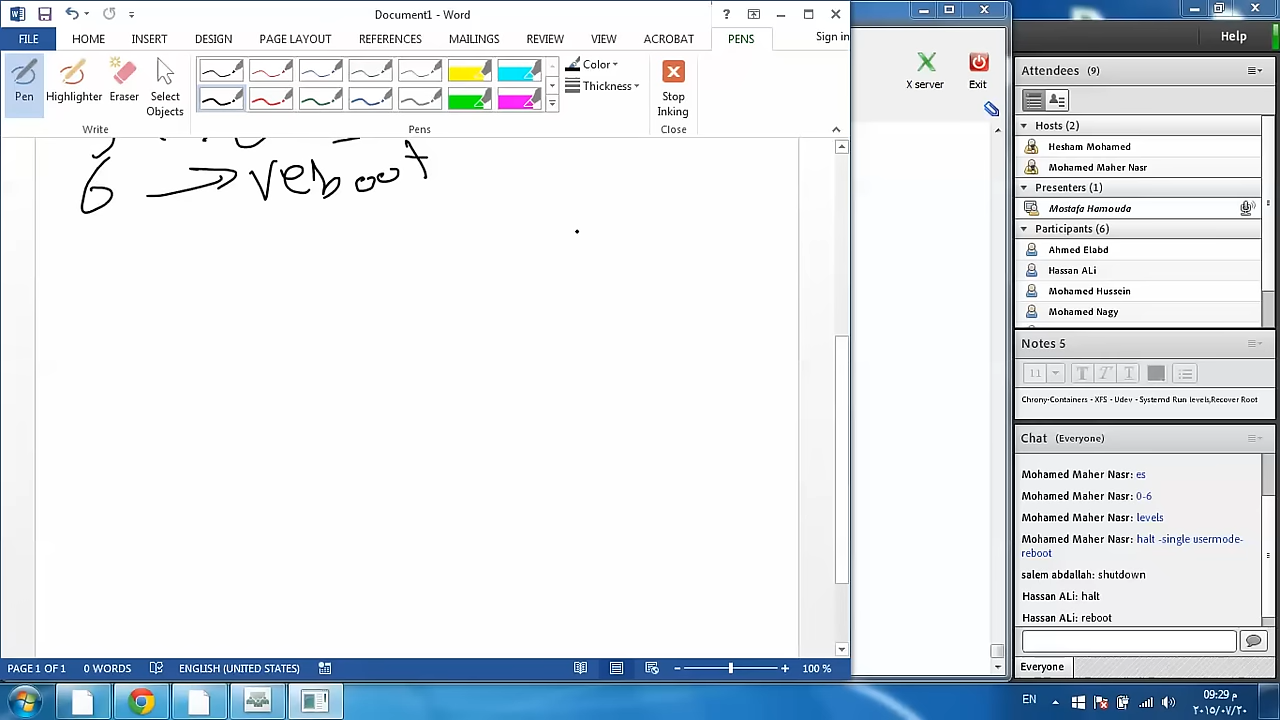 Document1 - Word
FILE HOME INSERT DESIGN PAGE LAYOUT REFERENCES MAILINGS REVIEW VIEW ACROBAT PENS Sign in
Pen Highlighter Eraser Select Objects
Color
Thickness
Stop Inking
Write Pens Close
6 → reboot
PAGE 1 OF 1 0 WORDS ENGLISH (UNITED STATES) 100 %
X server Exit
Help
Attendees (9)
Hosts (2)
Hesham Mohamed
Mohamed Maher Nasr
Presenters (1)
Mostafa Hamouda
Participants (6)
Ahmed Elabd
Hassan ALi
Mohamed Hussein
Mohamed Nagy
Notes 5
11 T T T
Chrony-Containers - XFS - Udev - Systemd Run levels,Recover Root
Chat (Everyone)
Mohamed Maher Nasr: es
Mohamed Maher Nasr: 0-6
Mohamed Maher Nasr: levels
Mohamed Maher Nasr: halt -single usermode-
reboot
salem abdallah: shutdown
Hassan ALi: halt
Hassan ALi: reboot
Everyone
EN
09:29 م
٢٠١٥/٠٧/٢٠